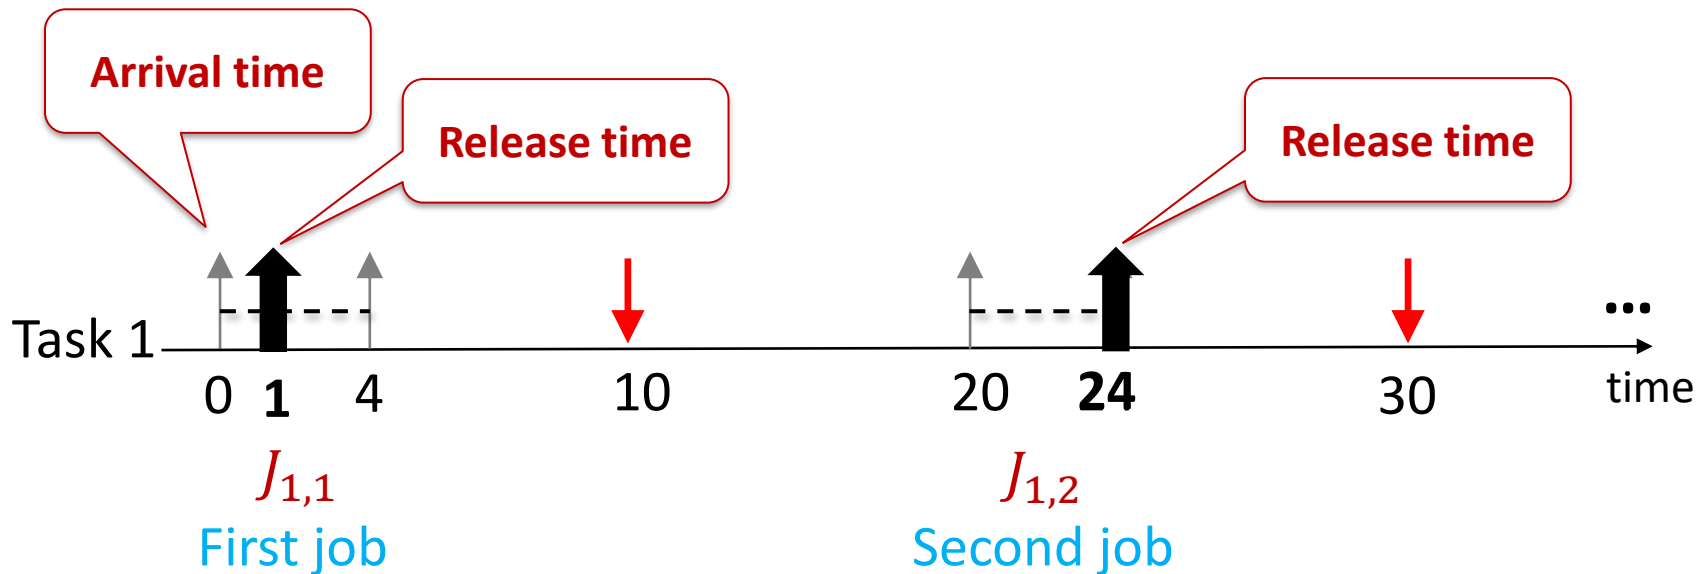 Arrival time
Release time
Release time
...
Task 1
0 1 4 10 20 24 30 time
J1,1
J1,2
First job
Second job